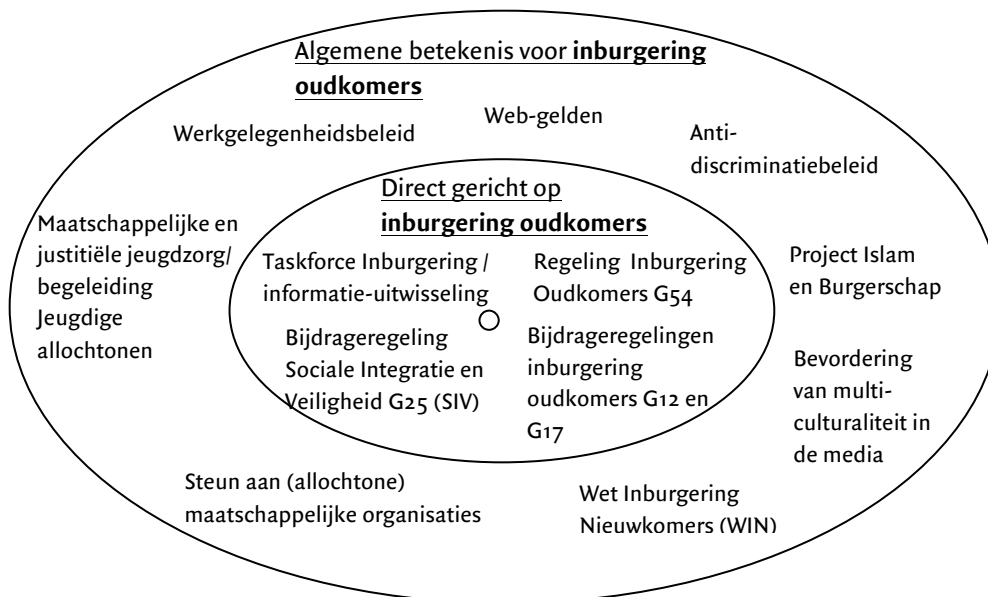 Algemene betekenis voor inburgering
oudkomers
Werkgelegenheidsbeleid
Web-gelden
Anti-
discriminatiebeleid
Direct gericht op
inburgering oudkomers
Maatschappelijke en
justitiële jeugdzorg/
begeleiding
Jeugdige
allochtonen
Taskforce Inburgering /
informatie-uitwisseling
Regeling Inburgering
Oudkomers G54
Project Islam
en Burgerschap
Bijdrageregeling
Sociale Integratie en
Veiligheid G25 (SIV)
Bijdrageregelingen
inburgering
oudkomers G12 en
G17
Bevordering
van multi-
culturaliteit in
de media
Steun aan (allochtone)
maatschappelijke organisaties
Wet Inburgering
Nieuwkomers (WIN)